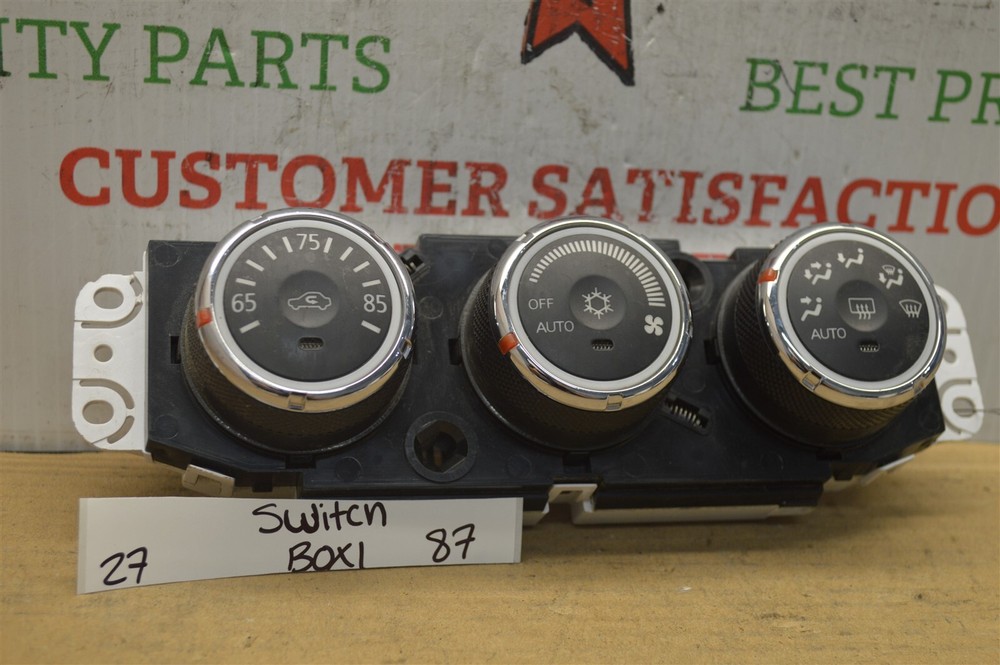 ITY PARTS
BEST PR
CUSTOMER SATISFACTIO
75
65 85
OFF
AUTO
AUTO
Switch
27 BOX1 87